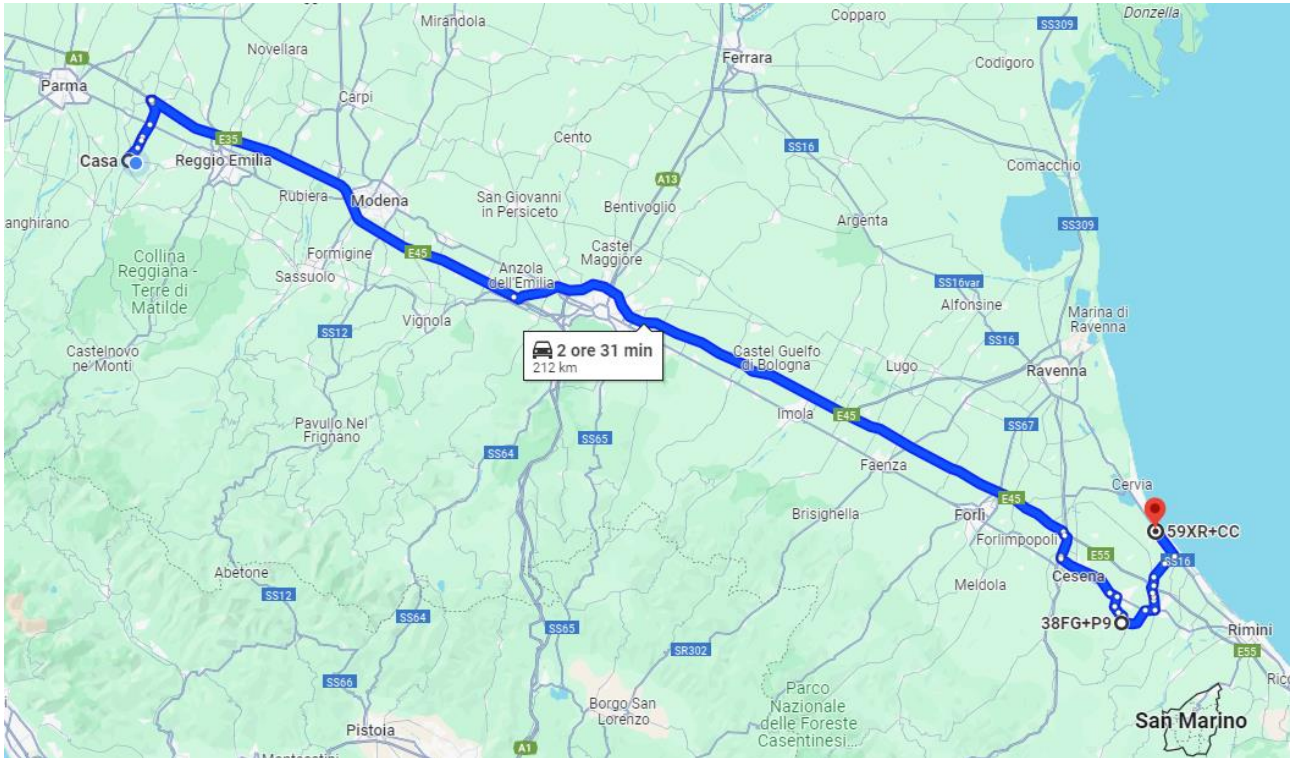 Mirandola
Copparo
Donzella
SS309
Novellara
A1
Parma
Ferrara
Codigoro
Carpi
Cento
E35
SS16
Casa
Reggio Emilia
Comacchio
A13
Rubiera
Modena
San Giovanni
in Persiceto
Bentivoglio
anghirano
Argenta
SS309
Collina
Reggiana -
Terre di
Matilde
Formigine
Sassuolo
E45
Castel
Maggiore
Anzola
dell'Emilia
SS16var
Alfonsine
Marina di
Ravenna
Vignola
SS12
SS16
2 ore 31 min
212 km
Castelnovo
ne' Monti
Castel Guelfo
di Bologna
Lugo
Ravenna
Imola
E45
Pavullo Nel
Frignano
SS67
SS65
SS64
Faenza
Cervia
E45
Brisighella
Forlì
59XR+CC
Forlimpopoli
E55
SS16
Abetone
Meldola
Cesena
SS12
SS64
38FG+P9
SS65
Rimini
SR302
E55
SS66
Parco
Nazionale
delle Foreste
Casentinesi...
Ricc
Borgo San
Lorenzo
Pistoia
San Marino
A1